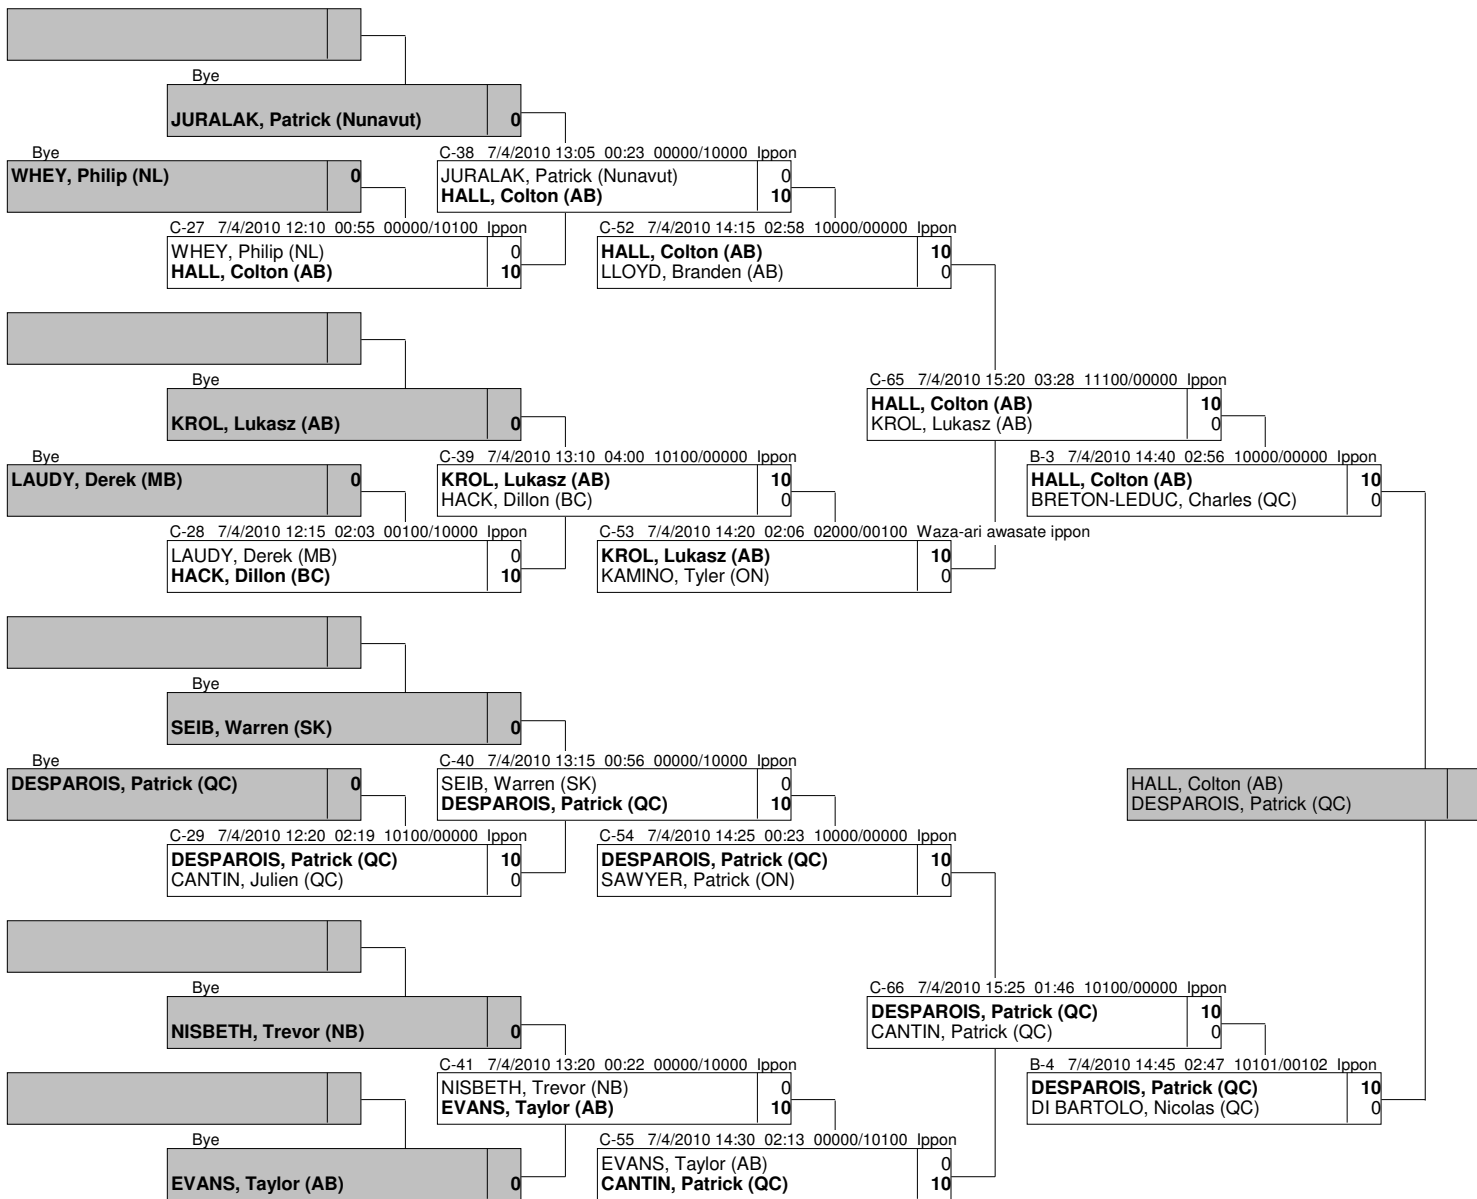 Bye
JURALAK, Patrick (Nunavut) 0
Bye
WHEY, Philip (NL) 0
C-38 7/4/2010 13:05 00:23 00000/10000 Ippon
JURALAK, Patrick (Nunavut) 0
HALL, Colton (AB) 10
C-27 7/4/2010 12:10 00:55 00000/10100 Ippon
WHEY, Philip (NL) 0
HALL, Colton (AB) 10
C-52 7/4/2010 14:15 02:58 10000/00000 Ippon
HALL, Colton (AB) 10
LLOYD, Branden (AB) 0
Bye
KROL, Lukasz (AB) 0
C-65 7/4/2010 15:20 03:28 11100/00000 Ippon
HALL, Colton (AB) 10
KROL, Lukasz (AB) 0
Bye
LAUDY, Derek (MB) 0
C-39 7/4/2010 13:10 04:00 10100/00000 Ippon
KROL, Lukasz (AB) 10
HACK, Dillon (BC) 0
B-3 7/4/2010 14:40 02:56 10000/00000 Ippon
HALL, Colton (AB) 10
BRETON-LEDUC, Charles (QC) 0
C-28 7/4/2010 12:15 02:03 00100/10000 Ippon
LAUDY, Derek (MB) 0
HACK, Dillon (BC) 10
C-53 7/4/2010 14:20 02:06 02000/00100 Waza-ari awasate ippon
KROL, Lukasz (AB) 10
KAMINO, Tyler (ON) 0
Bye
SEIB, Warren (SK) 0
Bye
DESPAROIS, Patrick (QC) 0
C-40 7/4/2010 13:15 00:56 00000/10000 Ippon
SEIB, Warren (SK) 0
DESPAROIS, Patrick (QC) 10
HALL, Colton (AB)
DESPAROIS, Patrick (QC)
C-29 7/4/2010 12:20 02:19 10100/00000 Ippon
DESPAROIS, Patrick (QC) 10
CANTIN, Julien (QC) 0
C-54 7/4/2010 14:25 00:23 10000/00000 Ippon
DESPAROIS, Patrick (QC) 10
SAWYER, Patrick (ON) 0
Bye
NISBETH, Trevor (NB) 0
C-66 7/4/2010 15:25 01:46 10100/00000 Ippon
DESPAROIS, Patrick (QC) 10
CANTIN, Patrick (QC) 0
C-41 7/4/2010 13:20 00:22 00000/10000 Ippon
NISBETH, Trevor (NB) 0
EVANS, Taylor (AB) 10
B-4 7/4/2010 14:45 02:47 10101/00102 Ippon
DESPAROIS, Patrick (QC) 10
DI BARTOLO, Nicolas (QC) 0
Bye
EVANS, Taylor (AB) 0
C-55 7/4/2010 14:30 02:13 00000/10100 Ippon
EVANS, Taylor (AB) 0
CANTIN, Patrick (QC) 10